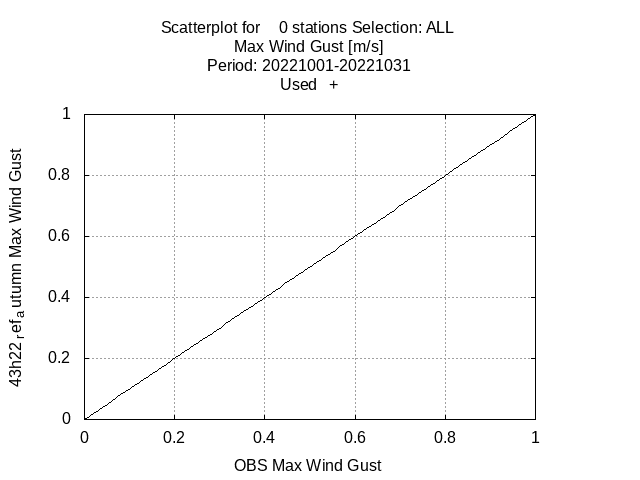 Scatterplot for    0 stations Selection: ALL
Max Wind Gust [m/s]
Period: 20221001-20221031
Used   +
1
0.8
0.6
0.4
0.2
0
0 0.2 0.4 0.6 0.8 1
43h22ᵣefₐutumn Max Wind Gust
OBS Max Wind Gust